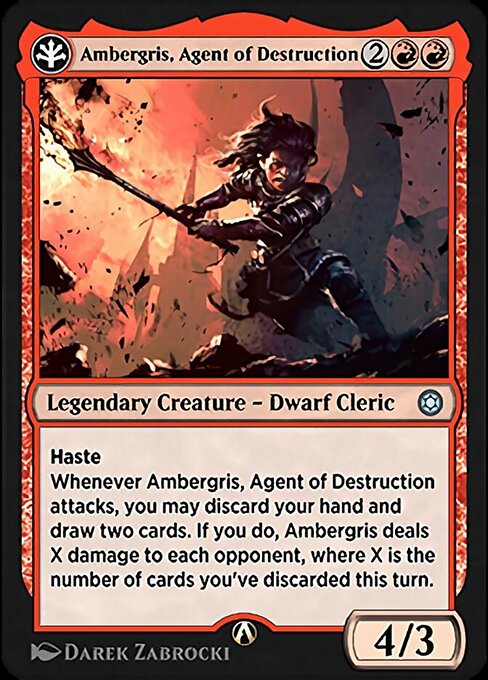 Ambergris, Agent of Destruction 2
Legendary Creature – Dwarf Cleric
Haste
Whenever Ambergris, Agent of Destruction
attacks, you may discard your hand and
draw two cards. If you do, Ambergris deals
X damage to each opponent, where X is the
number of cards you've discarded this turn.
4/3
DAREK ZABROCKI